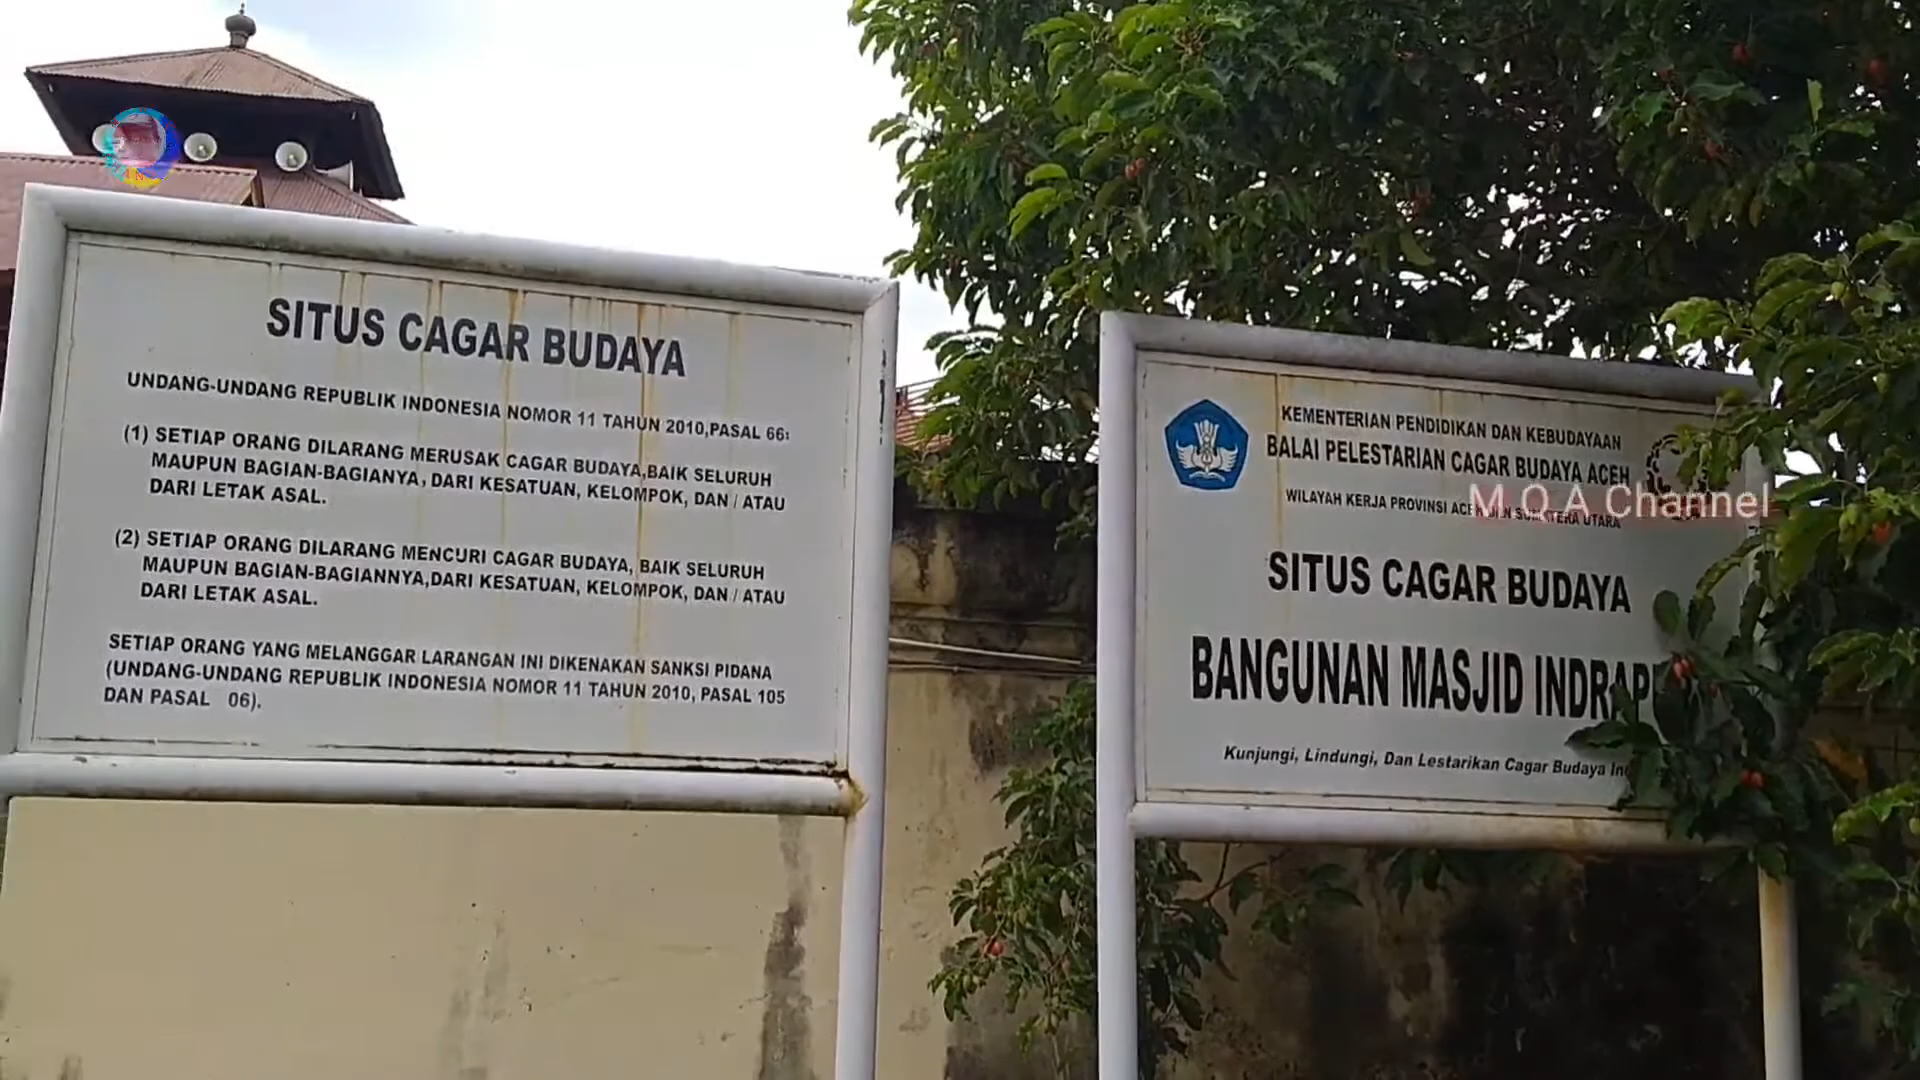 SITUS CAGAR BUDAYA
UNDANG-UNDANG REPUBLIK INDONESIA NOMOR 11 TAHUN 2010,PASAL 66:
(1) SETIAP ORANG DILARANG MERUSAK CAGAR BUDAYA,BAIK SELURUH
MAUPUN BAGIAN-BAGIANYA, DARI KESATUAN, KELOMPOK, DAN / ATAU
DARI LETAK ASAL.
(2) SETIAP ORANG DILARANG MENCURI CAGAR BUDAYA, BAIK SELURUH
MAUPUN BAGIAN-BAGIANNYA,DARI KESATUAN, KELOMPOK, DAN / ATAU
DARI LETAK ASAL.
SETIAP ORANG YANG MELANGGAR LARANGAN INI DIKENAKAN SANKSI PIDANA
(UNDANG-UNDANG REPUBLIK INDONESIA NOMOR 11 TAHUN 2010, PASAL 105
DAN PASAL 06).
KEMENTERIAN PENDIDIKAN DAN KEBUDAYAAN
BALAI PELESTARIAN CAGAR BUDAYA ACEH
WILAYAH KERJA PROVINSI ACEH DAN SUMATERA UTARA
M.O.A Channel
SITUS CAGAR BUDAYA
BANGUNAN MASJID
Kunjungi, Lindungi, Dan Lestarikan Cagar Budaya